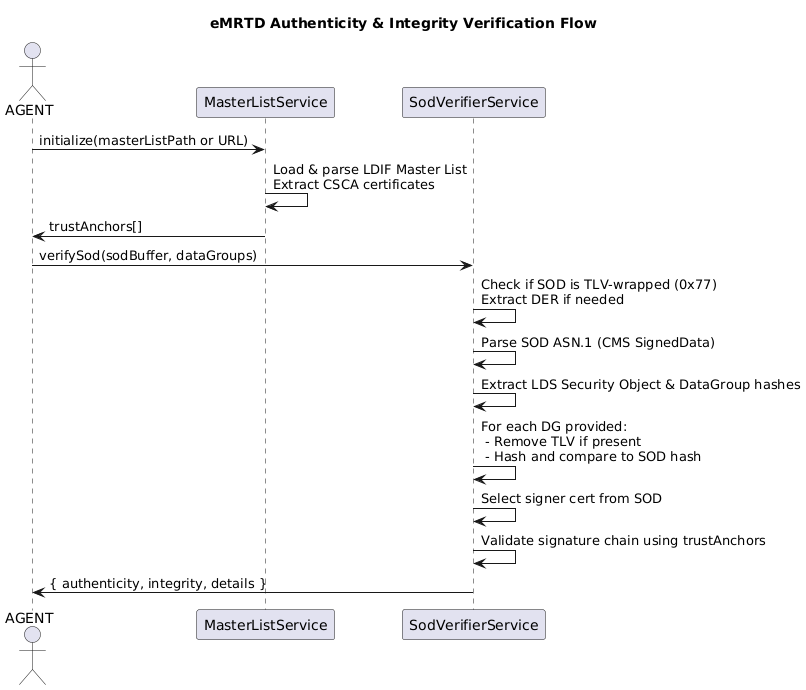 eMRTD Authenticity & Integrity Verification Flow
AGENT
MasterListService
SodVerifierService
initialize(masterListPath or URL)
Load & parse LDIF Master List
Extract CSCA certificates
trustAnchors[]
verifySod(sodBuffer, dataGroups)
Check if SOD is TLV-wrapped (0x77)
Extract DER if needed
Parse SOD ASN.1 (CMS SignedData)
Extract LDS Security Object & DataGroup hashes
For each DG provided:
- Remove TLV if present
- Hash and compare to SOD hash
Select signer cert from SOD
Validate signature chain using trustAnchors
{ authenticity, integrity, details }
AGENT
MasterListService
SodVerifierService